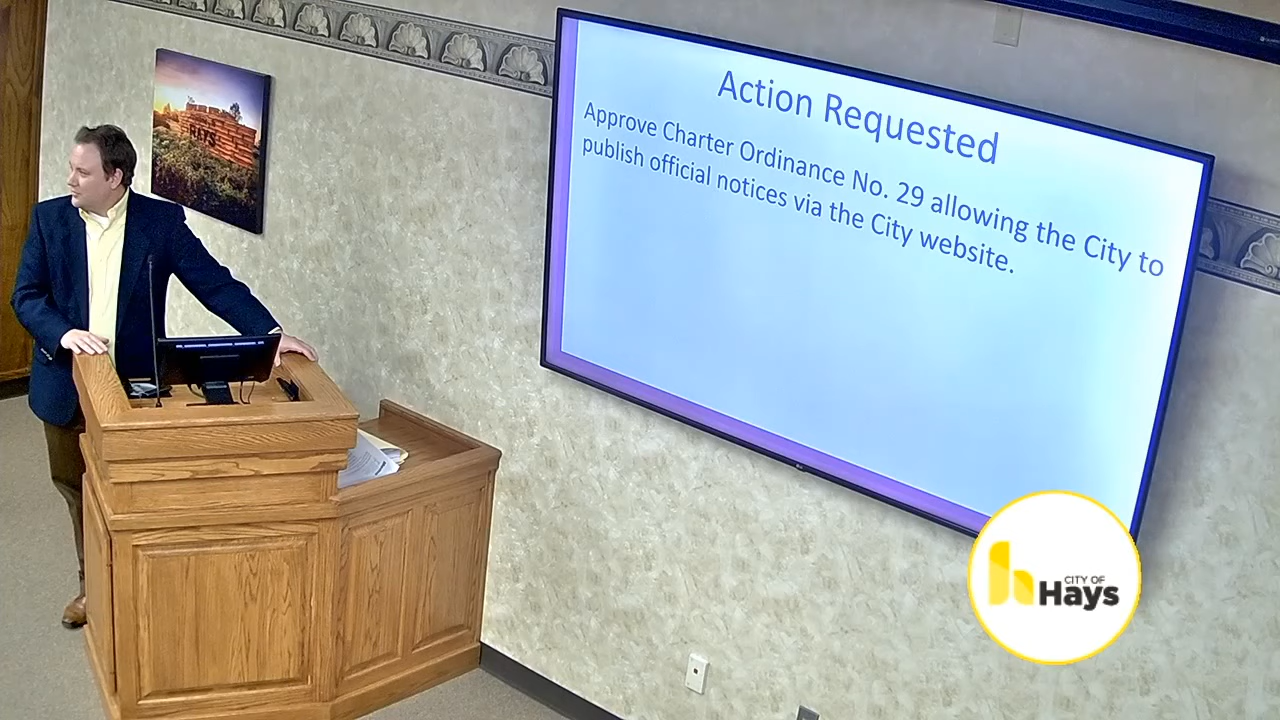 HAYS
Action Requested
Approve Charter Ordinance No. 29 allowing the City to
publish official notices via the City website.
CITY OF
Hays